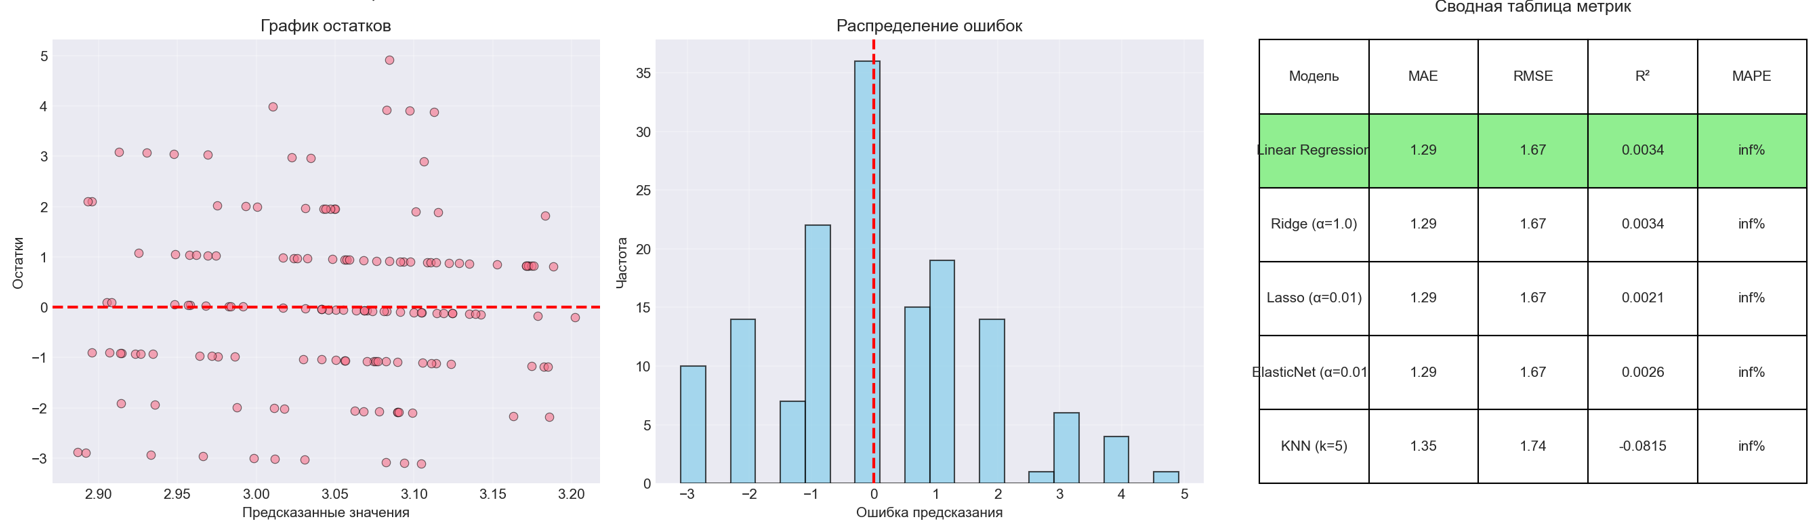 График остатков
5
4
3
2
1
0
−1
−2
−3
Остатки
2.90 2.95 3.00 3.05 3.10 3.15 3.20
Предсказанные значения
Распределение ошибок
35
30
25
20
15
10
5
0
Частота
−3 −2 −1 0 1 2 3 4 5
Ошибка предсказания
Сводная таблица метрик
Модель MAE RMSE R² MAPE
Linear Regression 1.29 1.67 0.0034 inf%
Ridge (α=1.0) 1.29 1.67 0.0034 inf%
Lasso (α=0.01) 1.29 1.67 0.0021 inf%
ElasticNet (α=0.01 1.29 1.67 0.0026 inf%
KNN (k=5) 1.35 1.74 -0.0815 inf%